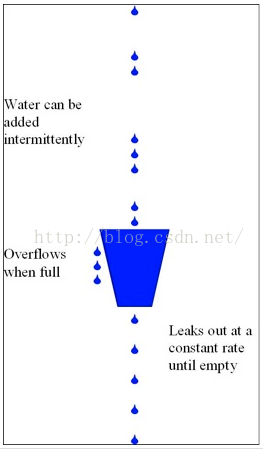 Water can be
added
intermittently
http://blog.csdn.net/
Overflows
when full
Leaks out at a
constant rate
until empty